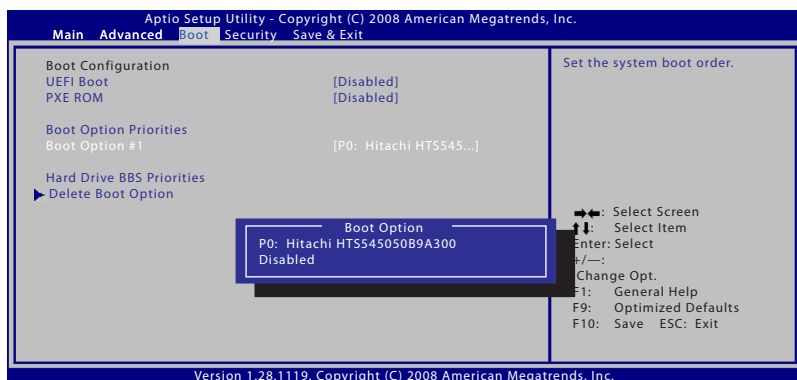 Aptio Setup Utility - Copyright (C) 2008 American Megatrends, Inc.
Main Advanced Boot Security Save & Exit
Boot Configuration
UEFI Boot [Disabled]
PXE ROM [Disabled]
Boot Option Priorities
Boot Option #1 [P0: Hitachi HTS545...]
Hard Drive BBS Priorities
Delete Boot Option
Boot Option
P0: Hitachi HTS545050B9A300
Disabled
Set the system boot order.
: Select Screen
: Select Item
Enter: Select
+/—:
Change Opt.
F1: General Help
F9: Optimized Defaults
F10: Save ESC: Exit
Version 1.28.1119. Copyright (C) 2008 American Megatrends, Inc.